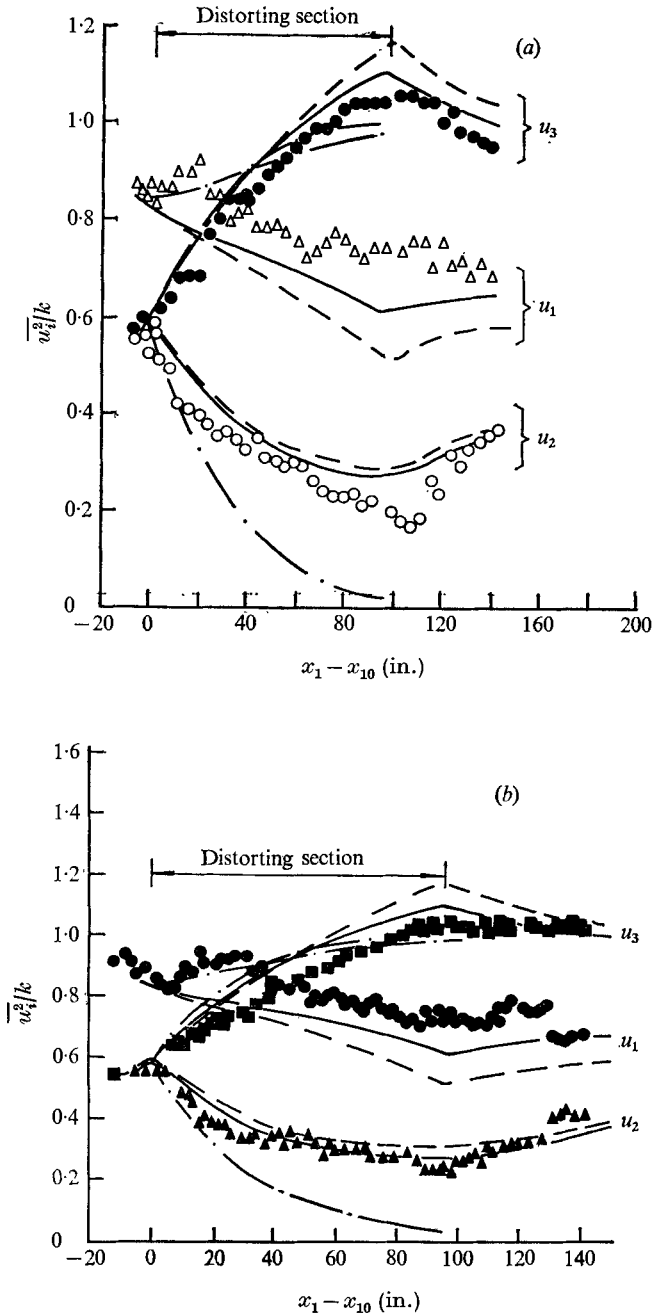 Distorting section
(a)
1·2
1·0
0·8
0·6
0·4
0·2
0
u̅ᵢ²/k
u₃
u₁
u₂
−20 0 40 80 120 160 200
x₁ − x₁₀ (in.)
(b)
1·6
1·4
1·2
1·0
0·8
0·6
0·4
0·2
0
u̅ᵢ²/k
Distorting section
u₃
u₁
u₂
−20 0 20 40 60 80 100 120 140
x₁ − x₁₀ (in.)